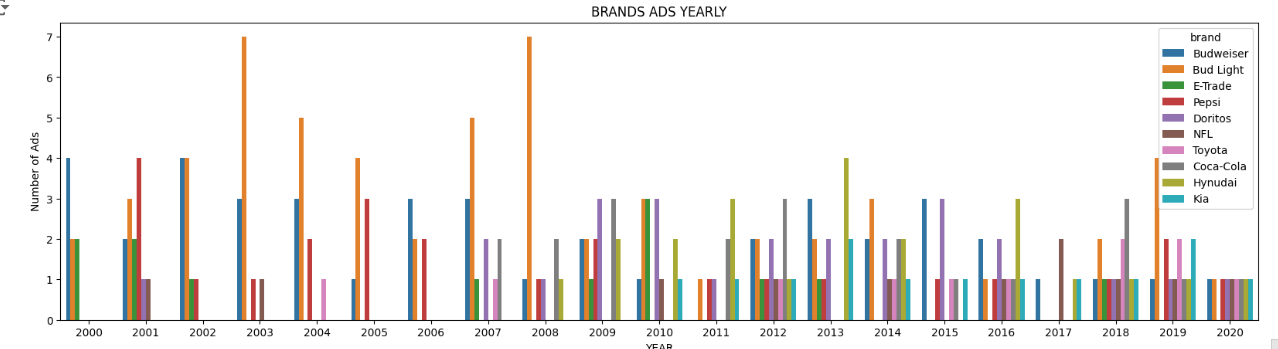 BRANDS ADS YEARLY
Number of Ads
7
6
5
4
3
2
1
0
brand
Budweiser
Bud Light
E-Trade
Pepsi
Doritos
NFL
Toyota
Coca-Cola
Hynudai
Kia
2000 2001 2002 2003 2004 2005 2006 2007 2008 2009 2010 2011 2012 2013 2014 2015 2016 2017 2018 2019 2020
YEAR